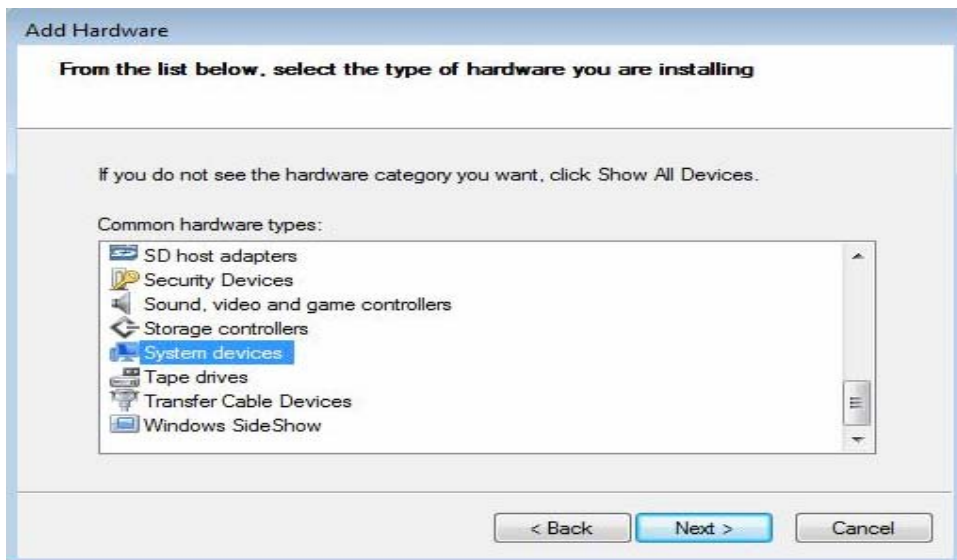 Add Hardware
From the list below, select the type of hardware you are installing
If you do not see the hardware category you want, click Show All Devices.
Common hardware types:
SD host adapters
Security Devices
Sound, video and game controllers
Storage controllers
System devices
Tape drives
Transfer Cable Devices
Windows SideShow
< Back Next > Cancel